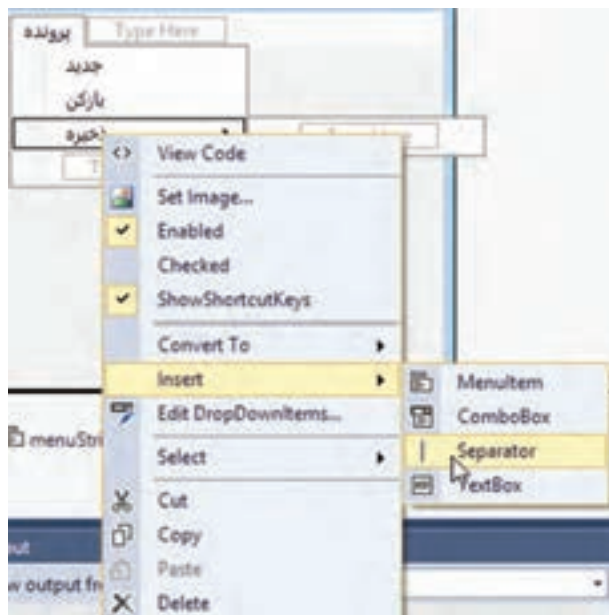 پرونده
Type Here
جدید
بازکن
ذخیره
View Code
Set Image...
Enabled
Checked
ShowShortcutKeys
Convert To
Insert
MenuItem
Edit DropDownItems...
ComboBox
menuStri
Select
Separator
TextBox
Cut
Copy
Paste
Delete